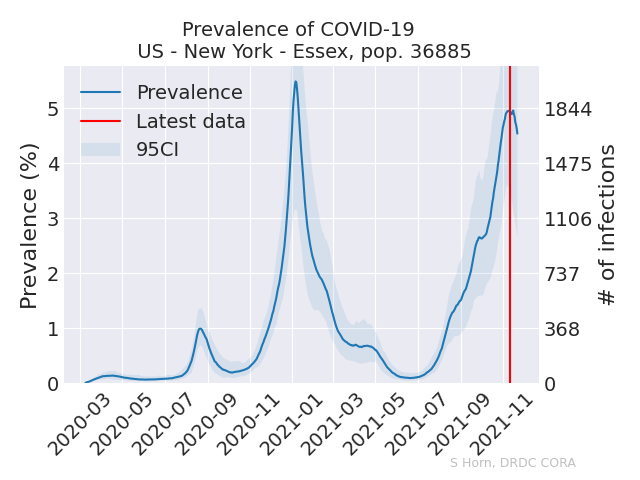 Prevalence of COVID-19
US - New York - Essex, pop. 36885
Prevalence
Latest data
95CI
Prevalence (%)
5
4
3
2
1
0
1844
1475
1106
737
368
0
# of infections
2020-03
2020-05
2020-07
2020-09
2020-11
2021-01
2021-03
2021-05
2021-07
2021-09
2021-11
S Horn, DRDC CORA